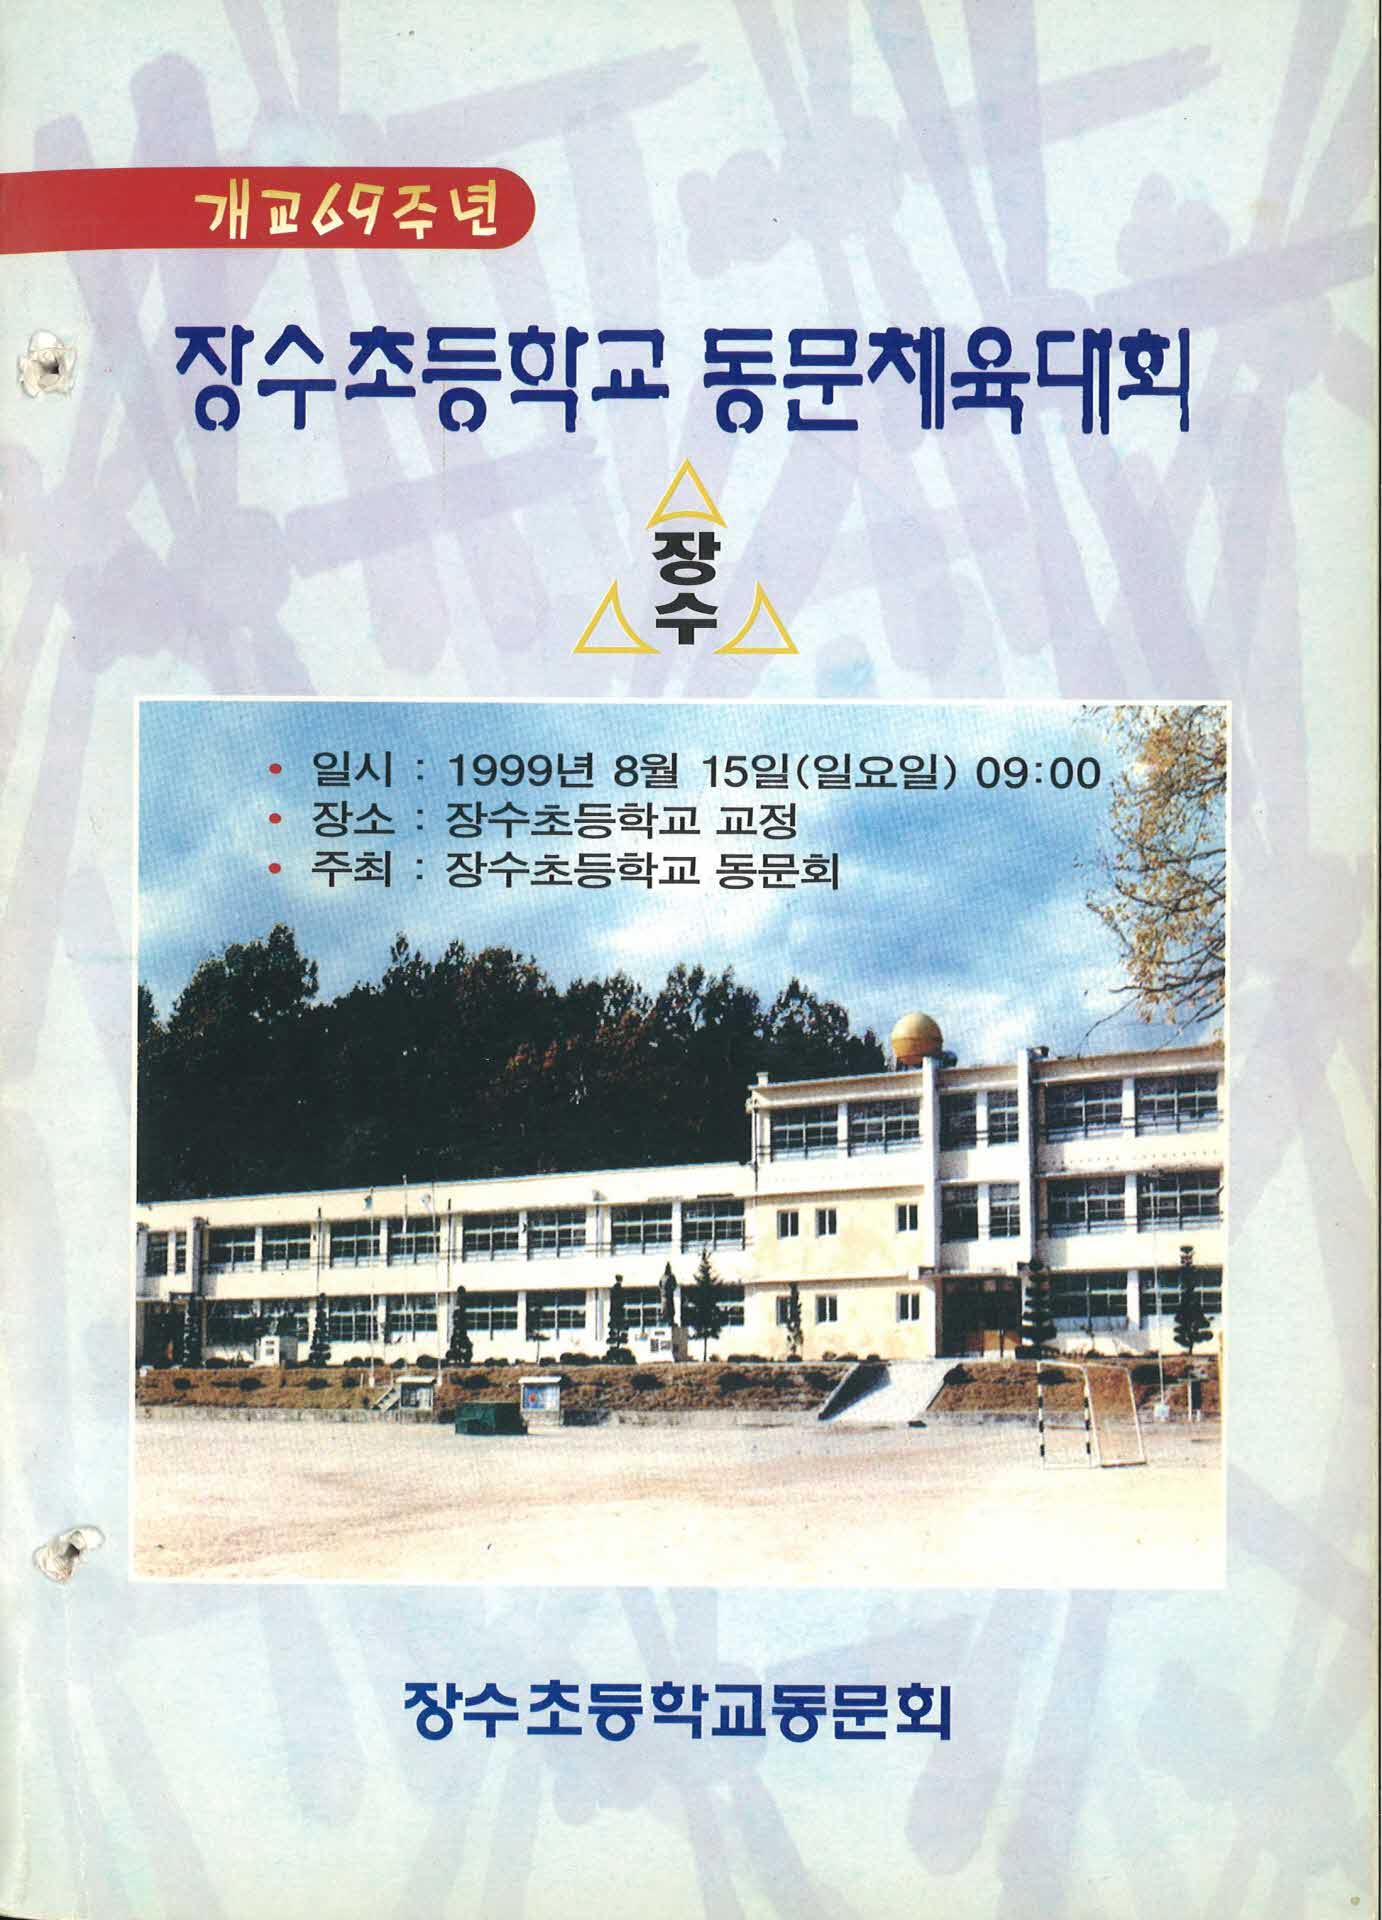 개교69주년
장수초등학교 동문체육대회
장
수
• 일시 : 1999년 8월 15일(일요일) 09:00
• 장소 : 장수초등학교 교정
• 주최 : 장수초등학교 동문회
장수초등학교동문회